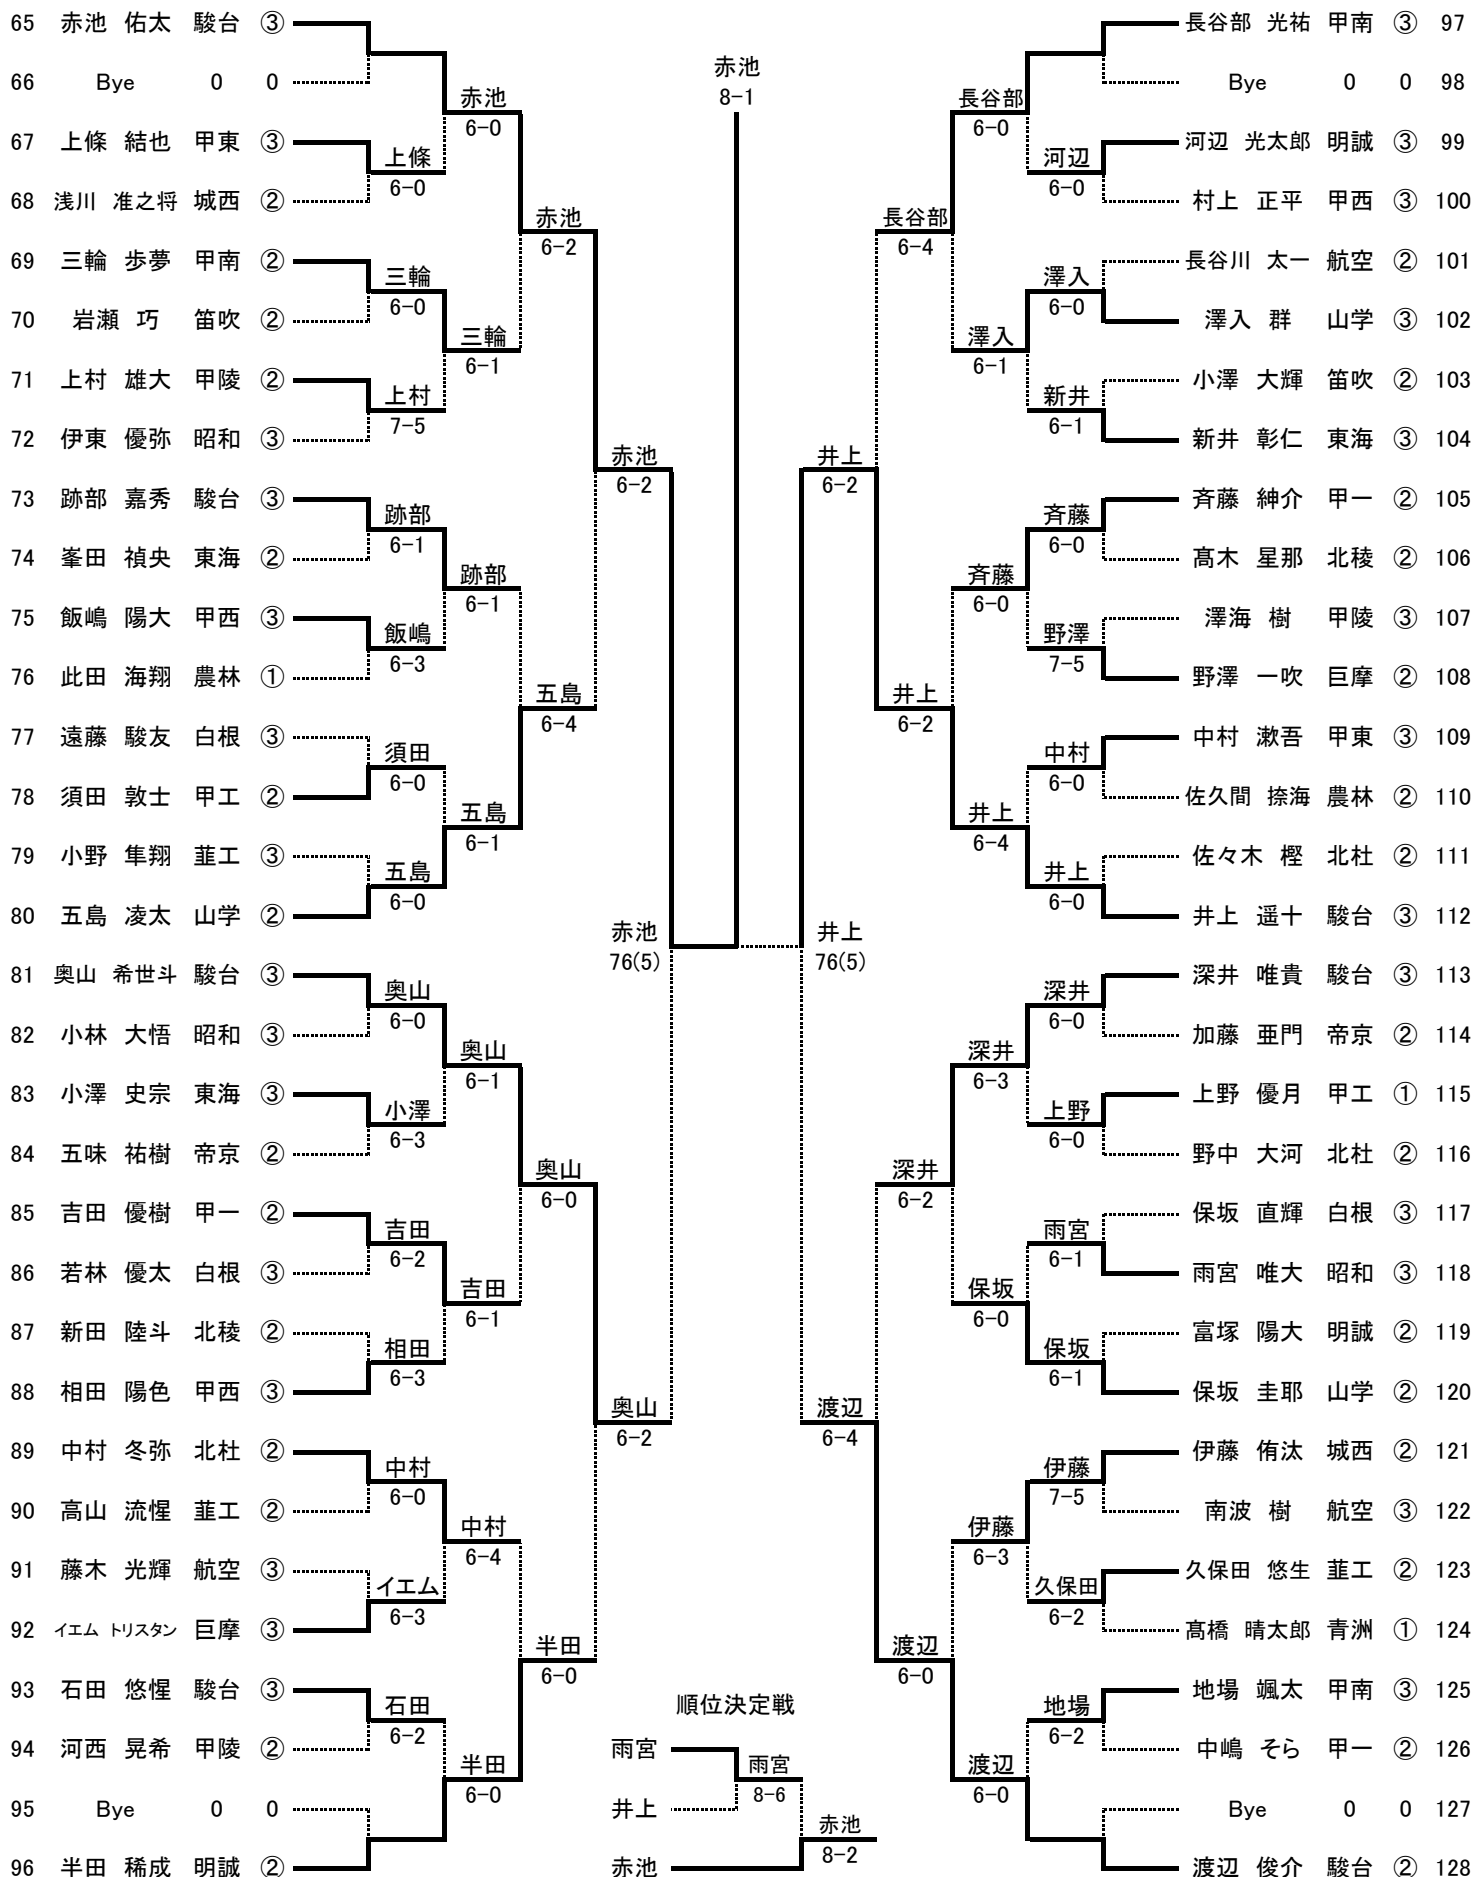 65 赤池 佑太 駿台 ③
66 Bye 0 0
67 上條 結也 甲東 ③
68 浅川 准之将 城西 ②
69 三輪 歩夢 甲南 ②
70 岩瀬 巧 笛吹 ②
71 上村 雄大 甲陵 ②
72 伊東 優弥 昭和 ③
73 跡部 嘉秀 駿台 ③
74 峯田 禎央 東海 ②
75 飯嶋 陽大 甲西 ③
76 此田 海翔 農林 ①
77 遠藤 駿友 白根 ③
78 須田 敦士 甲工 ②
79 小野 隼翔 韮工 ③
80 五島 凌太 山学 ②
81 奥山 希世斗 駿台 ③
82 小林 大悟 昭和 ③
83 小澤 史宗 東海 ③
84 五味 祐樹 帝京 ②
85 吉田 優樹 甲一 ②
86 若林 優太 白根 ③
87 新田 陸斗 北稜 ②
88 相田 陽色 甲西 ③
89 中村 冬弥 北杜 ②
90 高山 流惺 韮工 ②
91 藤木 光輝 航空 ③
92 イエム トリスタン 巨摩 ③
93 石田 悠惺 駿台 ③
94 河西 晃希 甲陵 ②
95 Bye 0 0
96 半田 稀成 明誠 ②
上條
6-0
三輪
6-0
上村
7-5
跡部
6-1
飯嶋
6-3
須田
6-0
五島
6-0
奥山
6-0
小澤
6-3
吉田
6-2
相田
6-3
中村
6-0
イエム
6-3
石田
6-2
赤池
6-0
三輪
6-1
跡部
6-1
五島
6-1
奥山
6-1
吉田
6-1
中村
6-4
半田
6-0
赤池
6-2
五島
6-4
奥山
6-0
半田
6-0
赤池
6-2
奥山
6-2
赤池
76(5)
赤池
8-1
井上
76(5)
井上
6-2
渡辺
6-4
長谷部
6-4
井上
6-2
深井
6-2
渡辺
6-0
長谷部
6-0
澤入
6-1
斉藤
6-0
井上
6-4
深井
6-3
保坂
6-0
伊藤
6-3
渡辺
6-0
河辺
6-0
澤入
6-0
新井
6-1
斉藤
6-0
野澤
7-5
中村
6-0
井上
6-0
深井
6-0
上野
6-0
雨宮
6-1
保坂
6-1
伊藤
7-5
久保田
6-2
地場
6-2
長谷部 光祐 甲南 ③ 97
Bye 0 0 98
河辺 光太郎 明誠 ③ 99
村上 正平 甲西 ③ 100
長谷川 太一 航空 ② 101
澤入 群 山学 ③ 102
小澤 大輝 笛吹 ② 103
新井 彰仁 東海 ③ 104
斉藤 紳介 甲一 ② 105
髙木 星那 北稜 ② 106
澤海 樹 甲陵 ③ 107
野澤 一吹 巨摩 ② 108
中村 漱吾 甲東 ③ 109
佐久間 捺海 農林 ② 110
佐々木 樫 北杜 ② 111
井上 遥十 駿台 ③ 112
深井 唯貴 駿台 ③ 113
加藤 亜門 帝京 ② 114
上野 優月 甲工 ① 115
野中 大河 北杜 ② 116
保坂 直輝 白根 ③ 117
雨宮 唯大 昭和 ③ 118
富塚 陽大 明誠 ② 119
保坂 圭耶 山学 ② 120
伊藤 侑汰 城西 ② 121
南波 樹 航空 ③ 122
久保田 悠生 韮工 ② 123
髙橋 晴太郎 青洲 ① 124
地場 颯太 甲南 ③ 125
中嶋 そら 甲一 ② 126
Bye 0 0 127
渡辺 俊介 駿台 ② 128
順位決定戦
雨宮
井上
赤池
雨宮
8-6
赤池
8-2